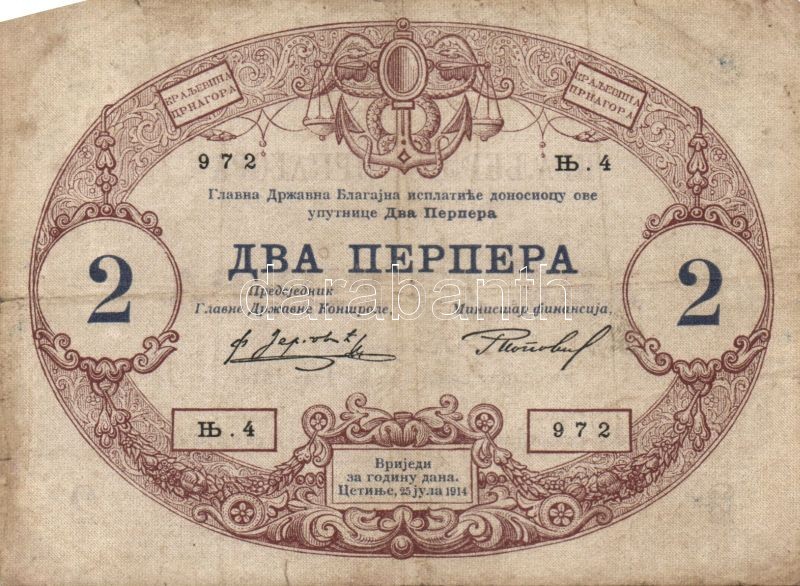 КРАЉЕВИНА
ЦРНАГОРА
КРАЉЕВИНА
ЦРНАГОРА
972
Њ.4
Главна Државна Благајна исплатиће доносиоцу ове
упутнице Два Перпера
ДВА ПЕРПЕРА
2
2
Предсједник
Главне Државне Контроле,
Министар финансија,
Њ.4
972
Вриједи
за годину дана.
Цетиње, 25 јула 1914
darabanth